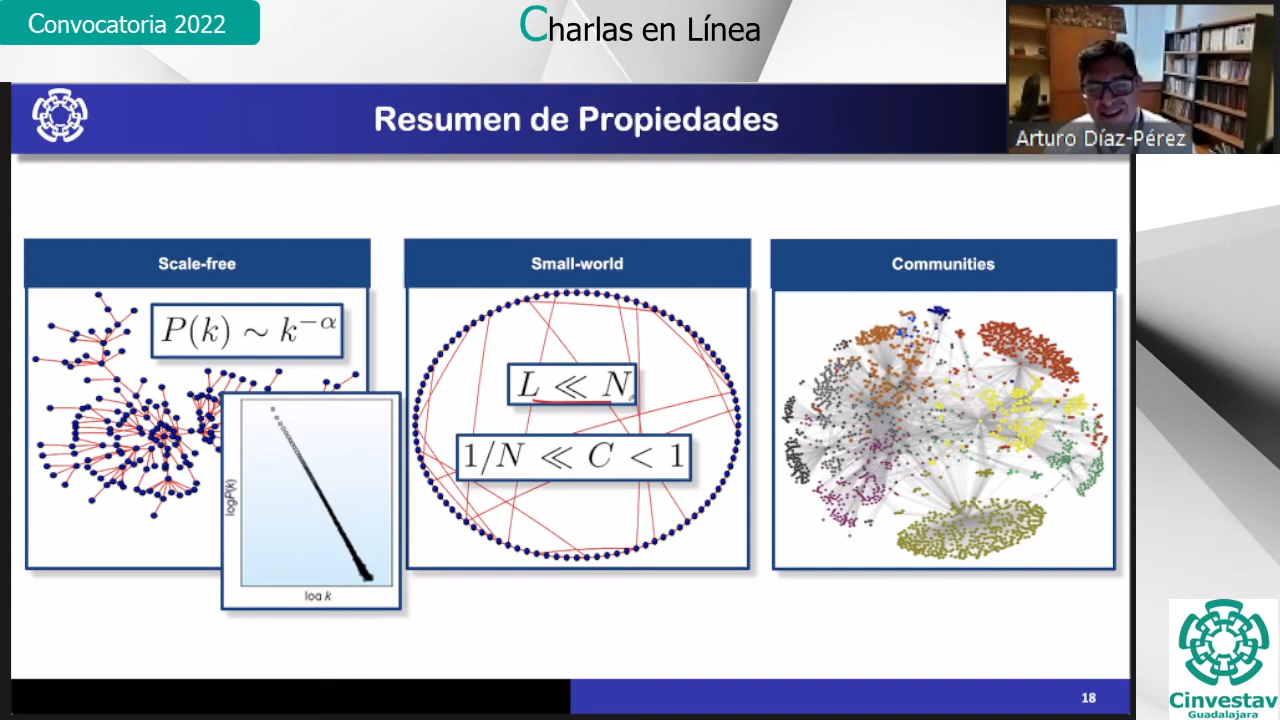 Convocatoria 2022
Charlas en Línea
Resumen de Propiedades
Arturo Díaz-Pérez
Scale-free
Small-world
Communities
P(k) ∼ k^{-α}
L ≪ N
1/N ≪ C < 1
logP(k)
log k
18
Cinvestav
Guadalajara